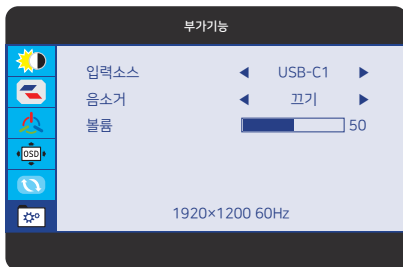 부가기능
입력소스 ◀ USB-C1 ▶
음소거 ◀ 끄기 ▶
볼륨 50
OSD
1920×1200 60Hz